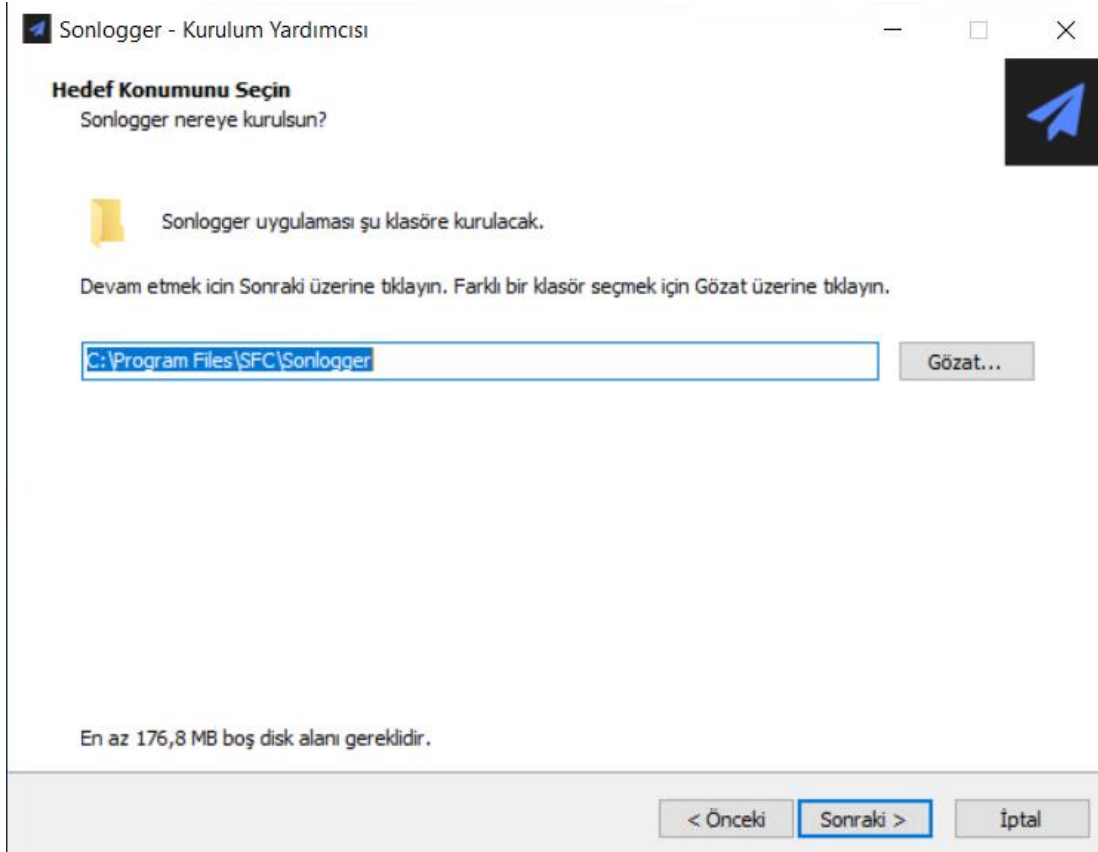 Sonlogger - Kurulum Yardımcısı
Hedef Konumunu Seçin
Sonlogger nereye kurulsun?
Sonlogger uygulaması şu klasöre kurulacak.
Devam etmek icin Sonraki üzerine tıklayın. Farklı bir klasör seçmek için Gözat üzerine tıklayın.
C:\Program Files\SFC\Sonlogger
Gözat...
En az 176,8 MB boş disk alanı gereklidir.
< Önceki
Sonraki >
İptal